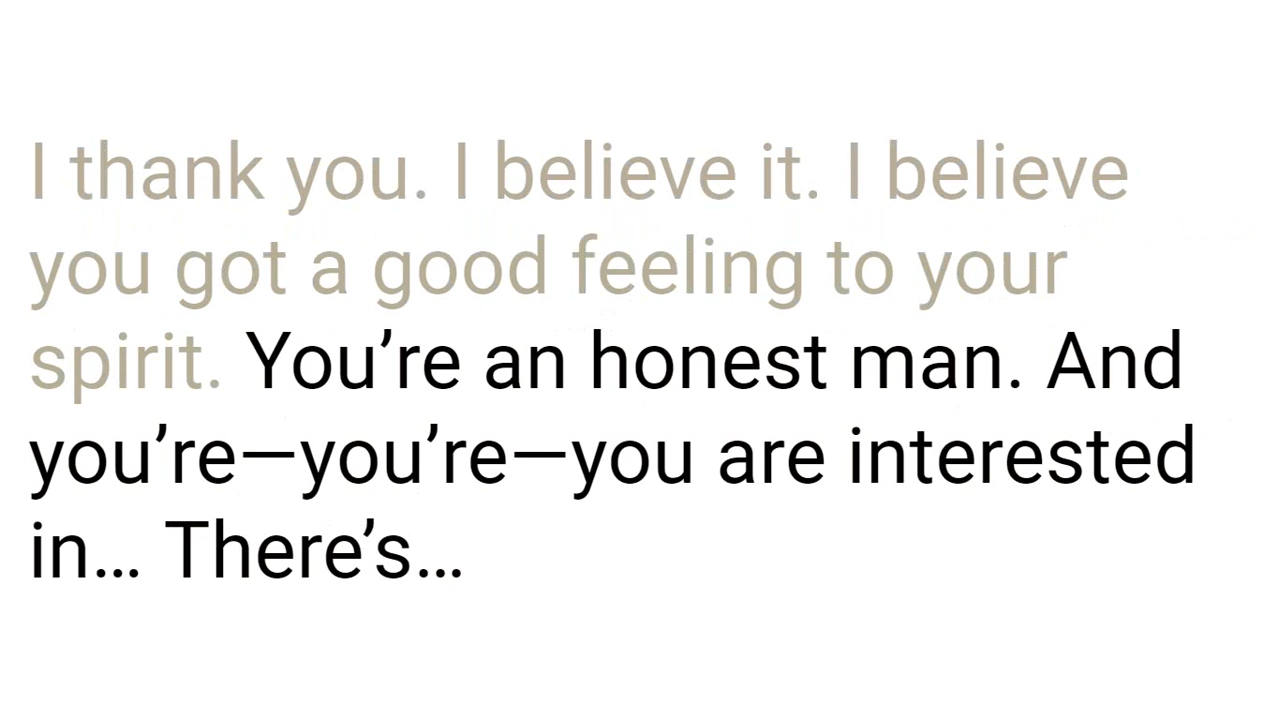 I thank you. I believe it. I believe
you got a good feeling to your
spirit. You’re an honest man. And
you’re—you’re—you are interested
in… There’s…